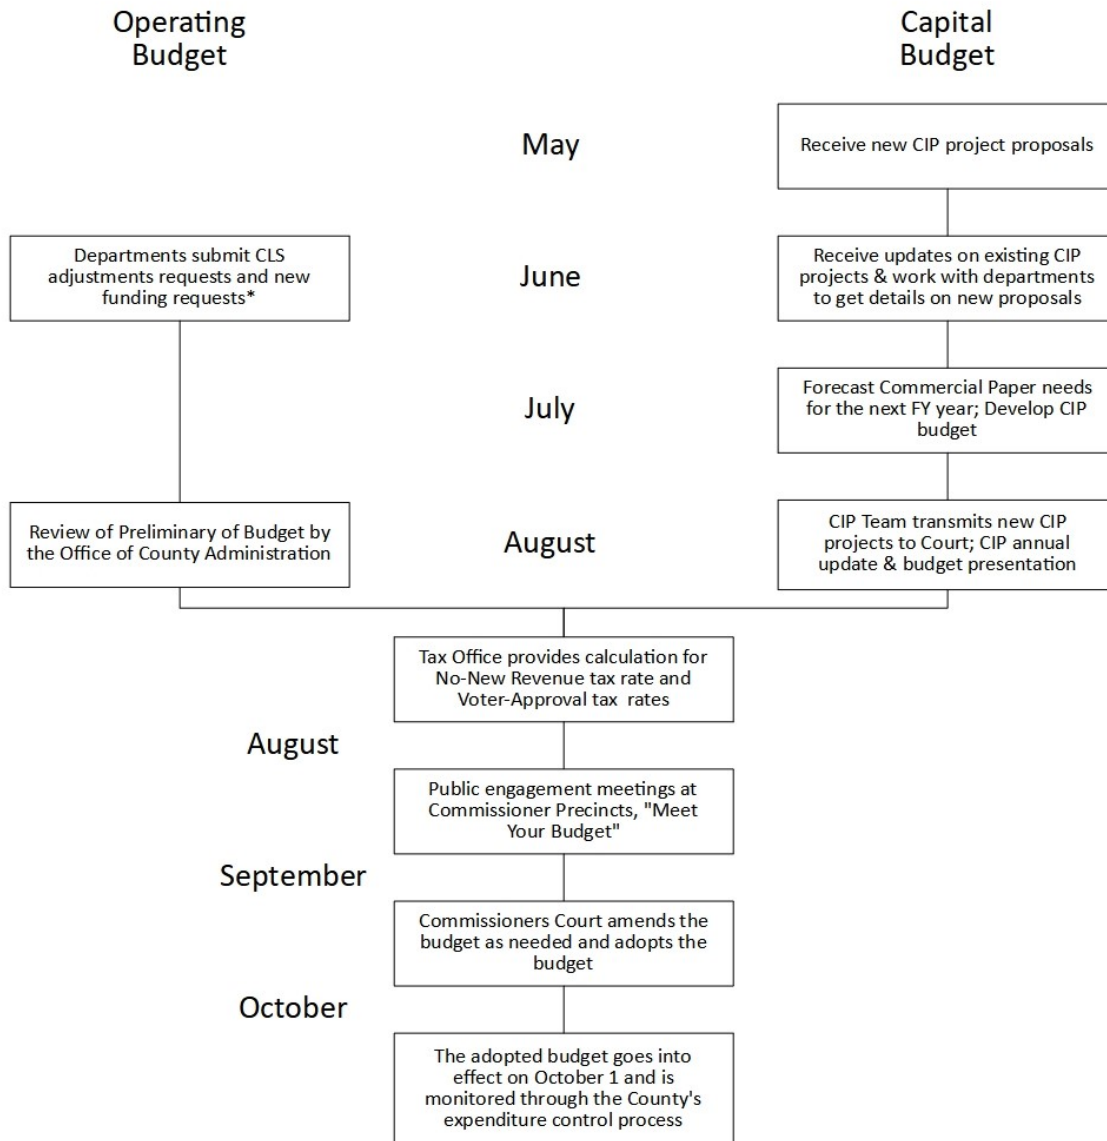 Operating
Budget
Capital
Budget
May
Receive new CIP project proposals
Departments submit CLS
adjustments requests and new
funding requests*
June
Receive updates on existing CIP
projects & work with departments
to get details on new proposals
July
Forecast Commercial Paper needs
for the next FY year; Develop CIP
budget
Review of Preliminary of Budget by
the Office of County Administration
August
CIP Team transmits new CIP
projects to Court; CIP annual
update & budget presentation
Tax Office provides calculation for
No-New Revenue tax rate and
Voter-Approval tax rates
August
Public engagement meetings at
Commissioner Precincts, "Meet
Your Budget"
September
Commissioners Court amends the
budget as needed and adopts the
budget
October
The adopted budget goes into
effect on October 1 and is
monitored through the County's
expenditure control process